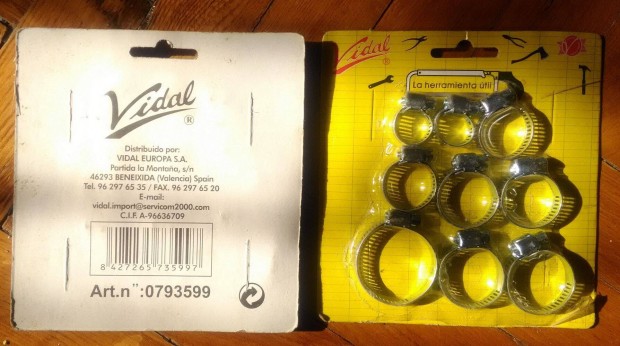 Vidal
®
Distribuido por:
VIDAL EUROPA S.A.
Partida la Montaña, s/n
46293 BENEIXIDA (Valencia) Spain
Tel. 96 297 65 35 / FAX. 96 297 65 20
E-mail:
vidal.import@servicom2000.com
C.I.F. A-96636709
8 427265 735997
Art.nº:0793599
Vidal
®
La herramienta útil